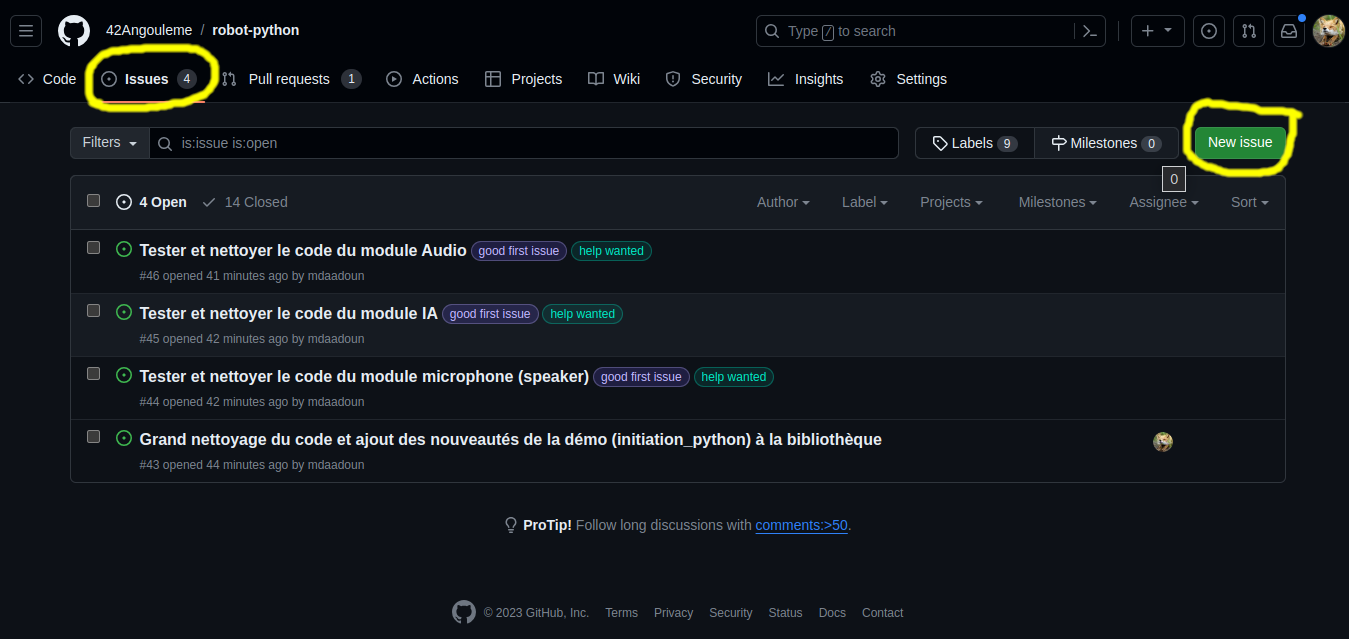 42Angouleme / robot-python
Type / to search
Code Issues 4 Pull requests 1 Actions Projects Wiki Security Insights Settings
Filters is:issue is:open Labels 9 Milestones 0 New issue
0
4 Open 14 Closed Author Label Projects Milestones Assignee Sort
Tester et nettoyer le code du module Audio good first issue help wanted
#46 opened 41 minutes ago by mdaadoun
Tester et nettoyer le code du module IA good first issue help wanted
#45 opened 42 minutes ago by mdaadoun
Tester et nettoyer le code du module microphone (speaker) good first issue help wanted
#44 opened 42 minutes ago by mdaadoun
Grand nettoyage du code et ajout des nouveautés de la démo (initiation_python) à la bibliothèque
#43 opened 44 minutes ago by mdaadoun
ProTip! Follow long discussions with comments:>50.
© 2023 GitHub, Inc. Terms Privacy Security Status Docs Contact